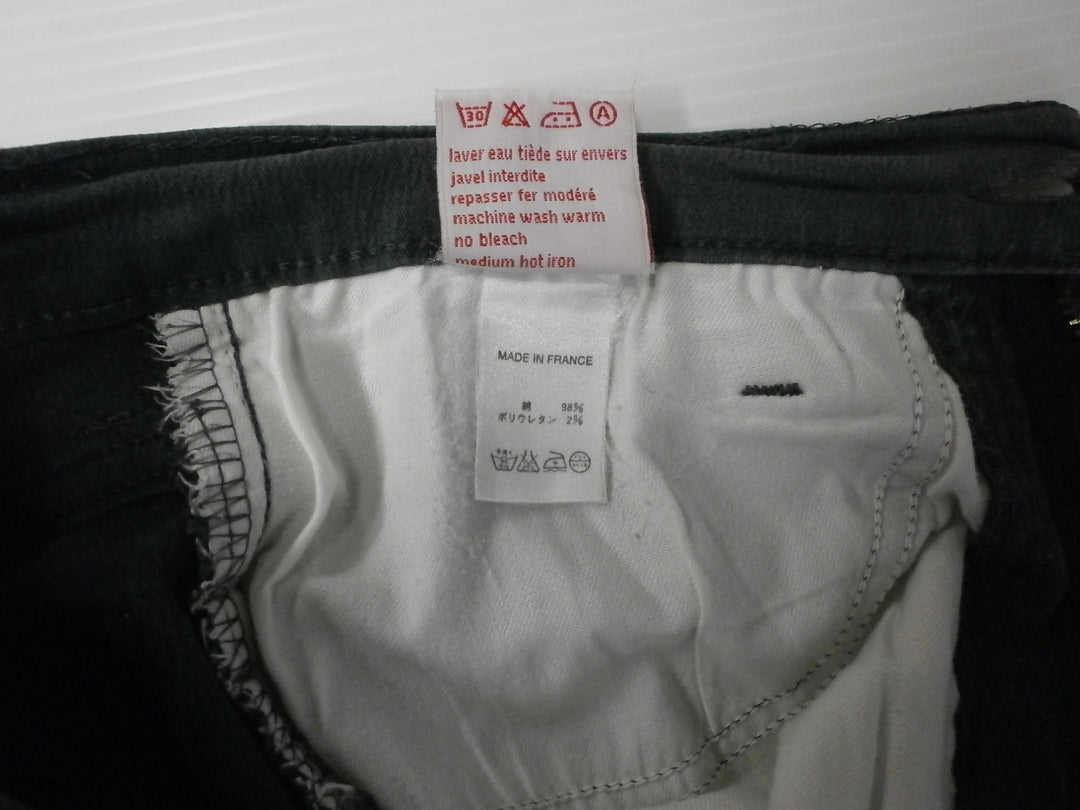 30 A
laver eau tiède sur envers
javel interdite
repasser fer modéré
machine wash warm
no bleach
medium hot iron
MADE IN FRANCE
綿 98%
ポリウレタン 2%